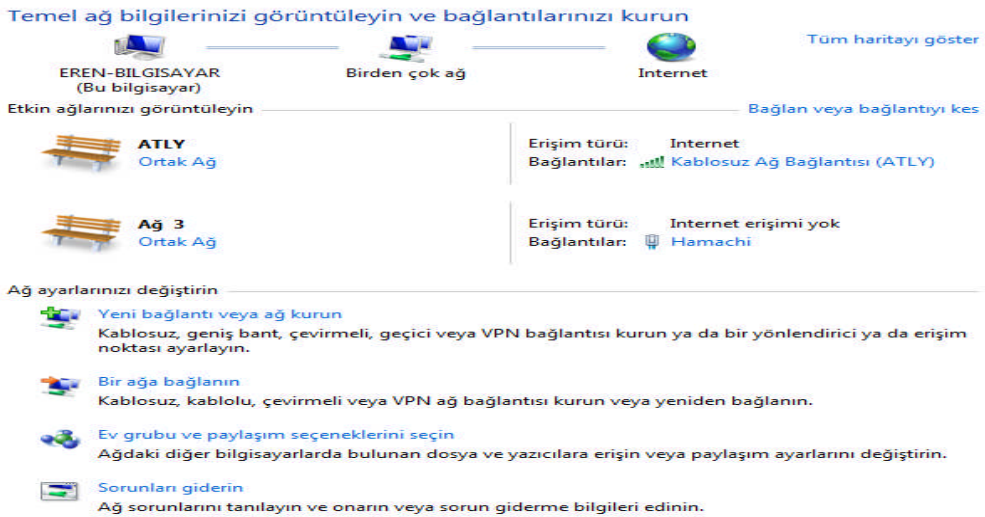 Temel ağ bilgilerinizi görüntüleyin ve bağlantılarınızı kurun
Tüm haritayı göster
EREN-BILGISAYAR
(Bu bilgisayar)
Birden çok ağ
Internet
Etkin ağlarınızı görüntüleyin
Bağlan veya bağlantıyı kes
ATLY
Ortak Ağ
Erişim türü: Internet
Bağlantılar: Kablosuz Ağ Bağlantısı (ATLY)
Ağ 3
Ortak Ağ
Erişim türü: Internet erişimi yok
Bağlantılar: Hamachi
Ağ ayarlarınızı değiştirin
Yeni bağlantı veya ağ kurun
Kablosuz, geniş bant, çevirmeli, geçici veya VPN bağlantısı kurun ya da bir yönlendirici ya da erişim
noktası ayarlayın.
Bir ağa bağlanın
Kablosuz, kablolu, çevirmeli veya VPN ağ bağlantısı kurun veya yeniden bağlanın.
Ev grubu ve paylaşım seçeneklerini seçin
Ağdaki diğer bilgisayarlarda bulunan dosya ve yazıcılara erişin veya paylaşım ayarlarını değiştirin.
Sorunları giderin
Ağ sorunlarını tanılayın ve onarın veya sorun giderme bilgileri edinin.